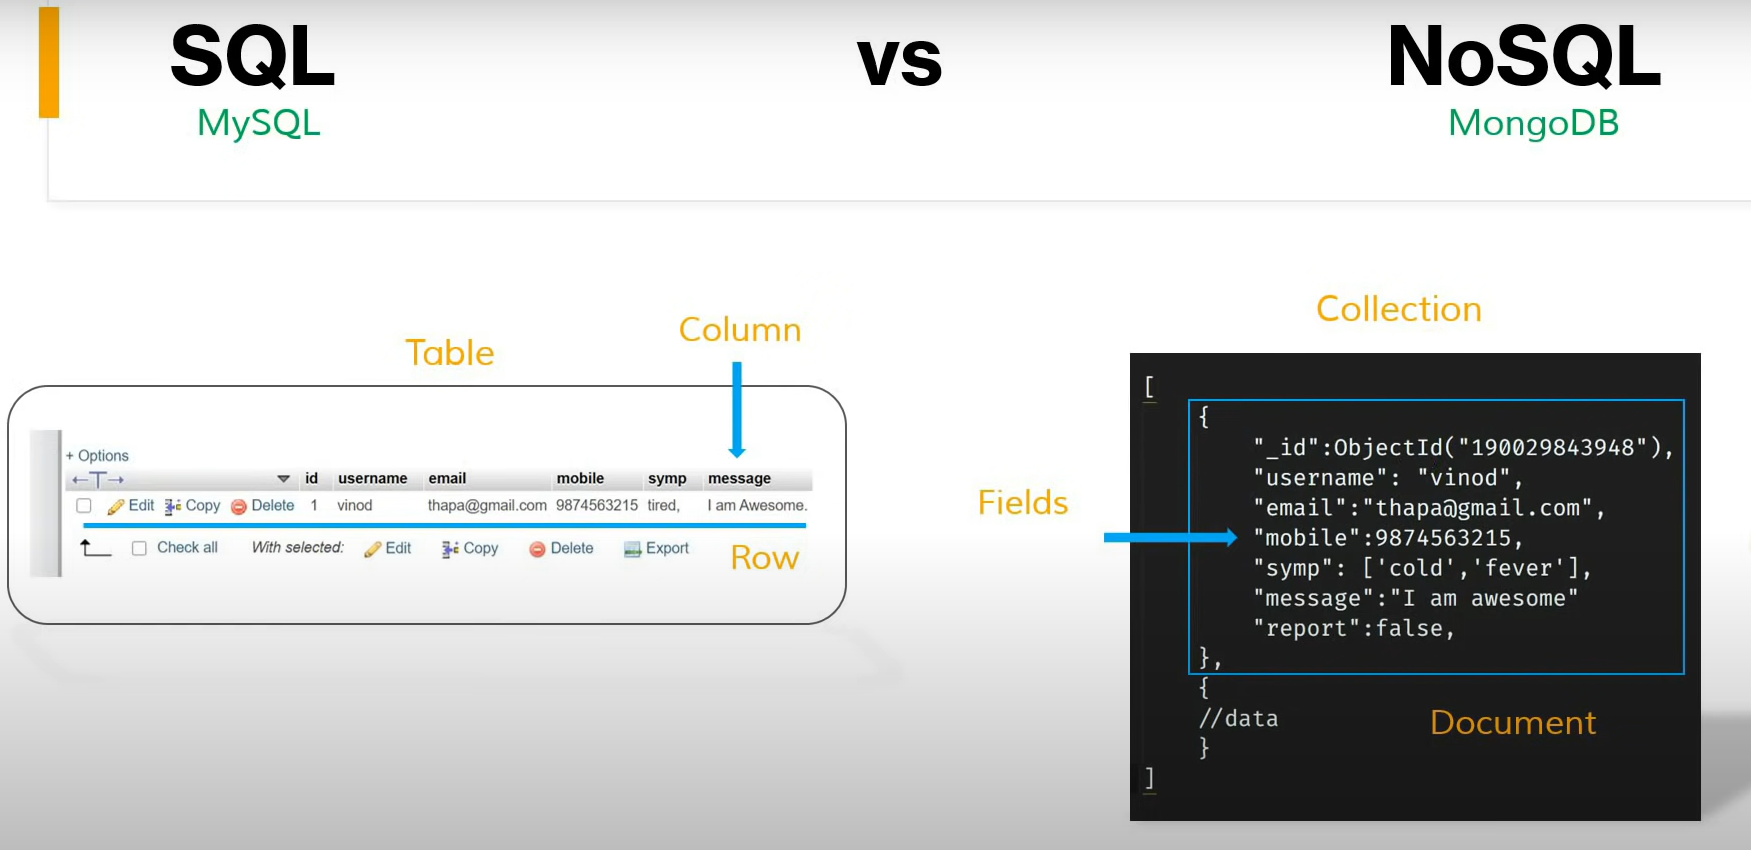 SQL vs NoSQL
MySQL MongoDB
Table
Column
+ Options
id username email mobile symp message
Edit Copy Delete 1 vinod thapa@gmail.com 9874563215 tired, I am Awesome.
Check all With selected: Edit Copy Delete Export
Row
Collection
Fields
[
{
"_id":ObjectId("190029843948"),
"username": "vinod",
"email":"thapa@gmail.com",
"mobile":9874563215,
"symp": ['cold','fever'],
"message":"I am awesome"
"report":false,
},
{
//data
}
]
Document